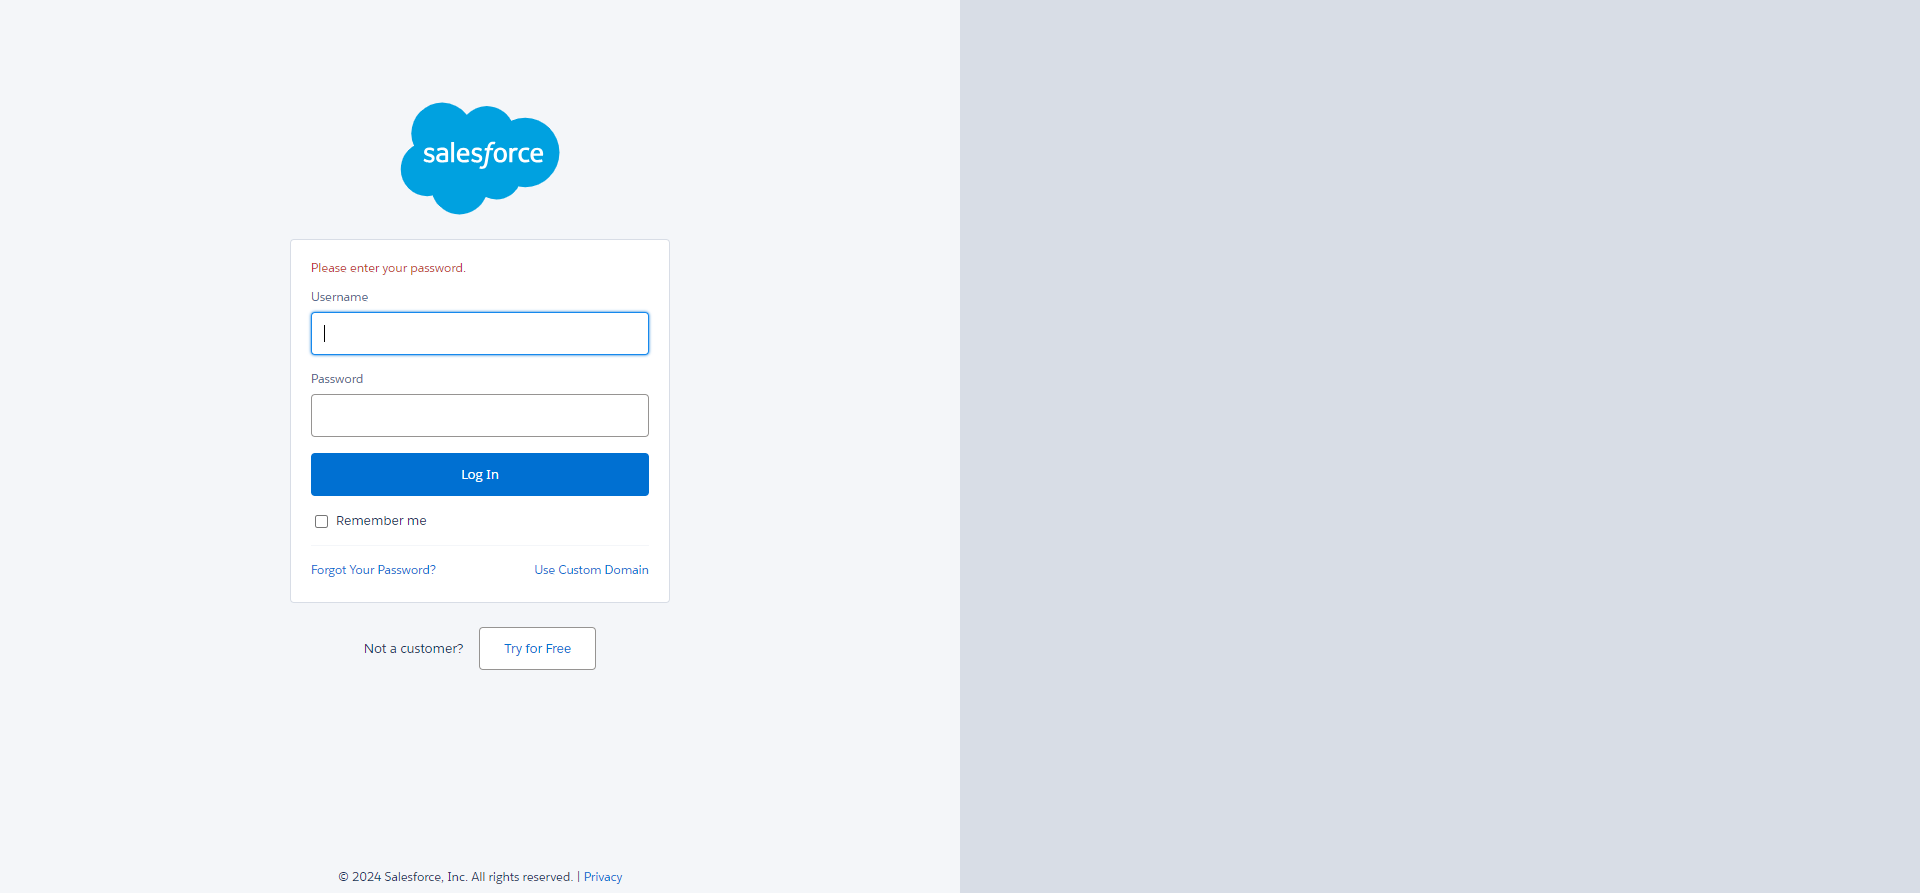 salesforce
Please enter your password.
Username
Password
Log In
Remember me
Forgot Your Password? Use Custom Domain
Not a customer? Try for Free
© 2024 Salesforce, Inc. All rights reserved. | Privacy